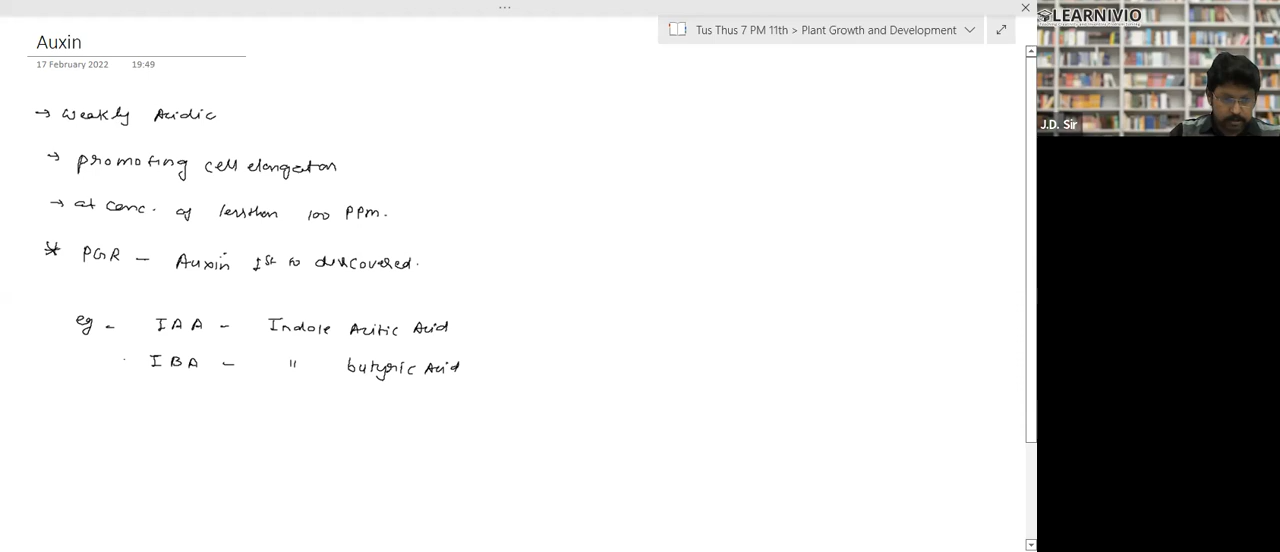 ...
Auxin
17 February 2022 19:49
Tus Thus 7 PM 11th > Plant Growth and Development
LEARNIVIO
J.D. Sir
→ Weakly Acidic
→ promoting cell elongation
→ at conc. of lessthan 100 PPM.
* PGR - Auxin 1st to discovered.
eg - IAA - Indole Acitic Acid
IBA - " butyric Acid